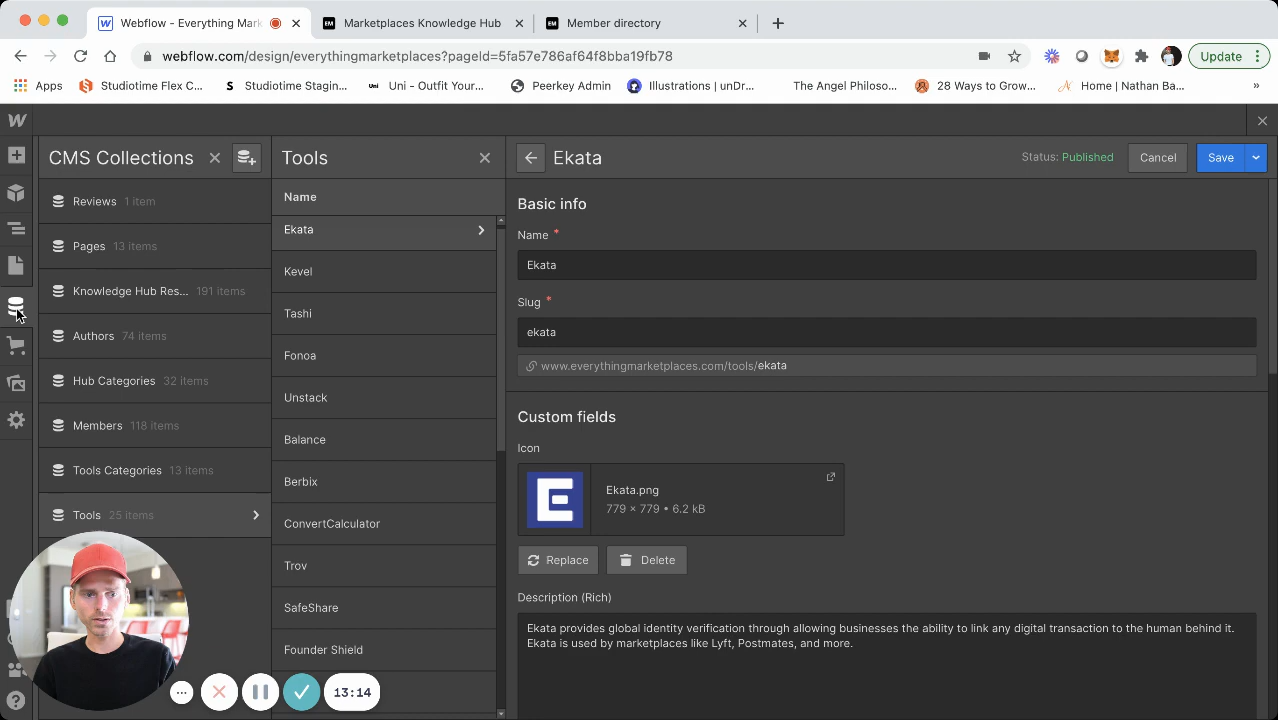 Webflow - Everything Mark
Marketplaces Knowledge Hub
Member directory
webflow.com/design/everythingmarketplaces?pageId=5fa57e786af64f8bba19fb78
Update
Apps
Studiotime Flex C...
Studiotime Stagin...
Uni - Outfit Your...
Peerkey Admin
Illustrations | unDr...
The Angel Philoso...
28 Ways to Grow...
Home | Nathan Ba...
CMS Collections
Tools
Ekata
Status: Published
Cancel
Save
Reviews 1 item
Pages 13 items
Knowledge Hub Res... 191 items
Authors 74 items
Hub Categories 32 items
Members 118 items
Tools Categories 13 items
Tools 25 items
Name
Ekata
Kevel
Tashi
Fonoa
Unstack
Balance
Berbix
ConvertCalculator
Trov
SafeShare
Founder Shield
Basic info
Name *
Ekata
Slug *
ekata
www.everythingmarketplaces.com/tools/ekata
Custom fields
Icon
Ekata.png
779 × 779 • 6.2 kB
Replace
Delete
Description (Rich)
Ekata provides global identity verification through allowing businesses the ability to link any digital transaction to the human behind it.
Ekata is used by marketplaces like Lyft, Postmates, and more.
13:14